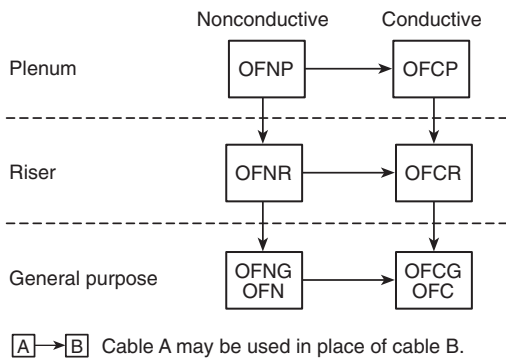 Nonconductive Conductive
Plenum OFNP OFCP
Riser OFNR OFCR
General purpose OFNG OFCG
OFN OFC
A B Cable A may be used in place of cable B.